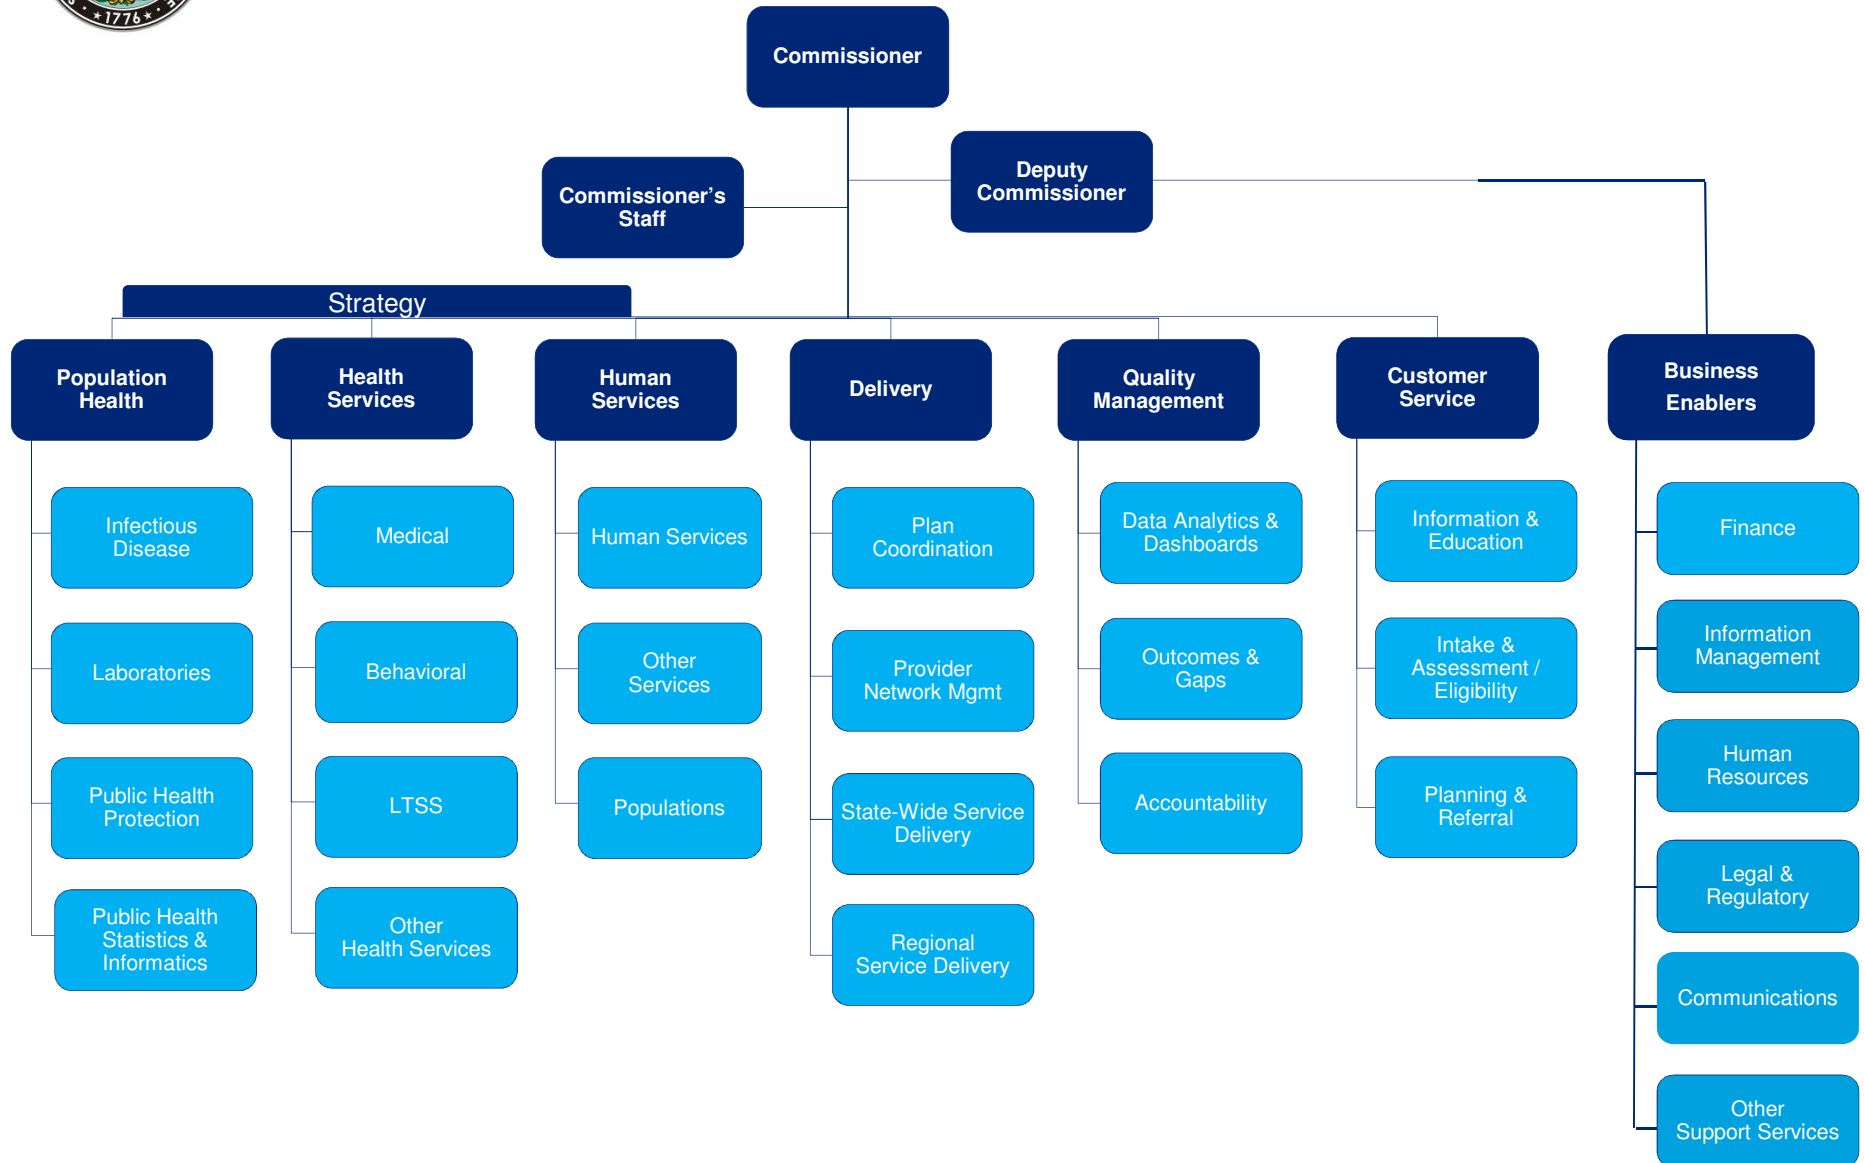 * 1776 *
Commissioner
Deputy
Commissioner
Commissioner’s
Staff
Strategy
Population
Health
Health
Services
Human
Services
Delivery
Quality
Management
Customer
Service
Business
Enablers
Infectious
Disease
Laboratories
Public Health
Protection
Public Health
Statistics &
Informatics
Medical
Behavioral
LTSS
Other
Health Services
Human Services
Other
Services
Populations
Plan
Coordination
Provider
Network Mgmt
State-Wide Service
Delivery
Regional
Service Delivery
Data Analytics &
Dashboards
Outcomes &
Gaps
Accountability
Information &
Education
Intake &
Assessment /
Eligibility
Planning &
Referral
Finance
Information
Management
Human
Resources
Legal &
Regulatory
Communications
Other
Support Services